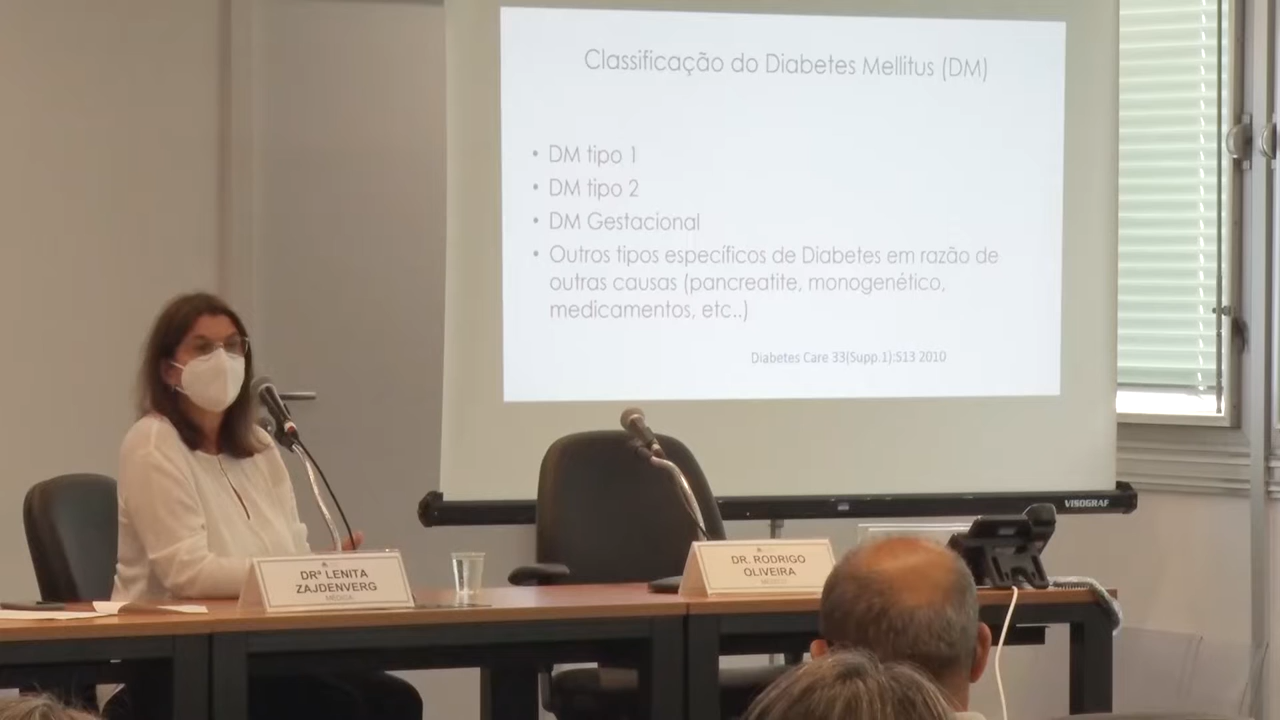 Classificação do Diabetes Mellitus (DM)
• DM tipo 1
• DM tipo 2
• DM Gestacional
• Outros tipos específicos de Diabetes em razão de
outras causas (pancreatite, monogenético,
medicamentos, etc..)
Diabetes Care 33(Supp.1):S13 2010
VISOGRAF
DRª LENITA
ZAJDENVERG
MÉDICA
DR. RODRIGO
OLIVEIRA
MÉDICO